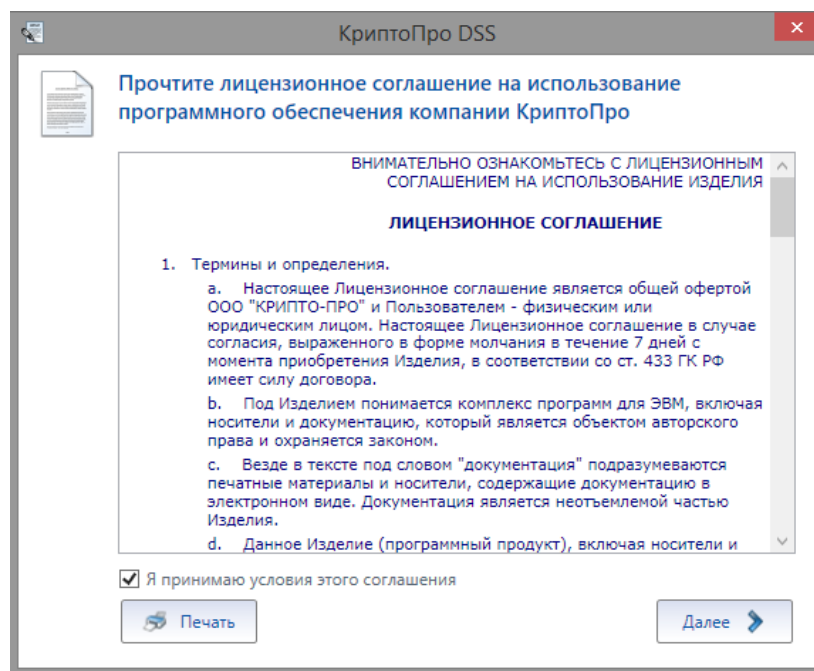 КриптоПро DSS
Прочтите лицензионное соглашение на использование
программного обеспечения компании КриптоПро
ВНИМАТЕЛЬНО ОЗНАКОМЬТЕСЬ С ЛИЦЕНЗИОННЫМ
СОГЛАШЕНИЕМ НА ИСПОЛЬЗОВАНИЕ ИЗДЕЛИЯ
ЛИЦЕНЗИОННОЕ СОГЛАШЕНИЕ
1. Термины и определения.
a. Настоящее Лицензионное соглашение является общей офертой
ООО "КРИПТО-ПРО" и Пользователем - физическим или
юридическим лицом. Настоящее Лицензионное соглашение в случае
согласия, выраженного в форме молчания в течение 7 дней с
момента приобретения Изделия, в соответствии со ст. 433 ГК РФ
имеет силу договора.
b. Под Изделием понимается комплекс программ для ЭВМ, включая
носители и документацию, который является объектом авторского
права и охраняется законом.
c. Везде в тексте под словом "документация" подразумеваются
печатные материалы и носители, содержащие документацию в
электронном виде. Документация является неотъемлемой частью
Изделия.
d. Данное Изделие (программный продукт), включая носители и
Я принимаю условия этого соглашения
Печать
Далее